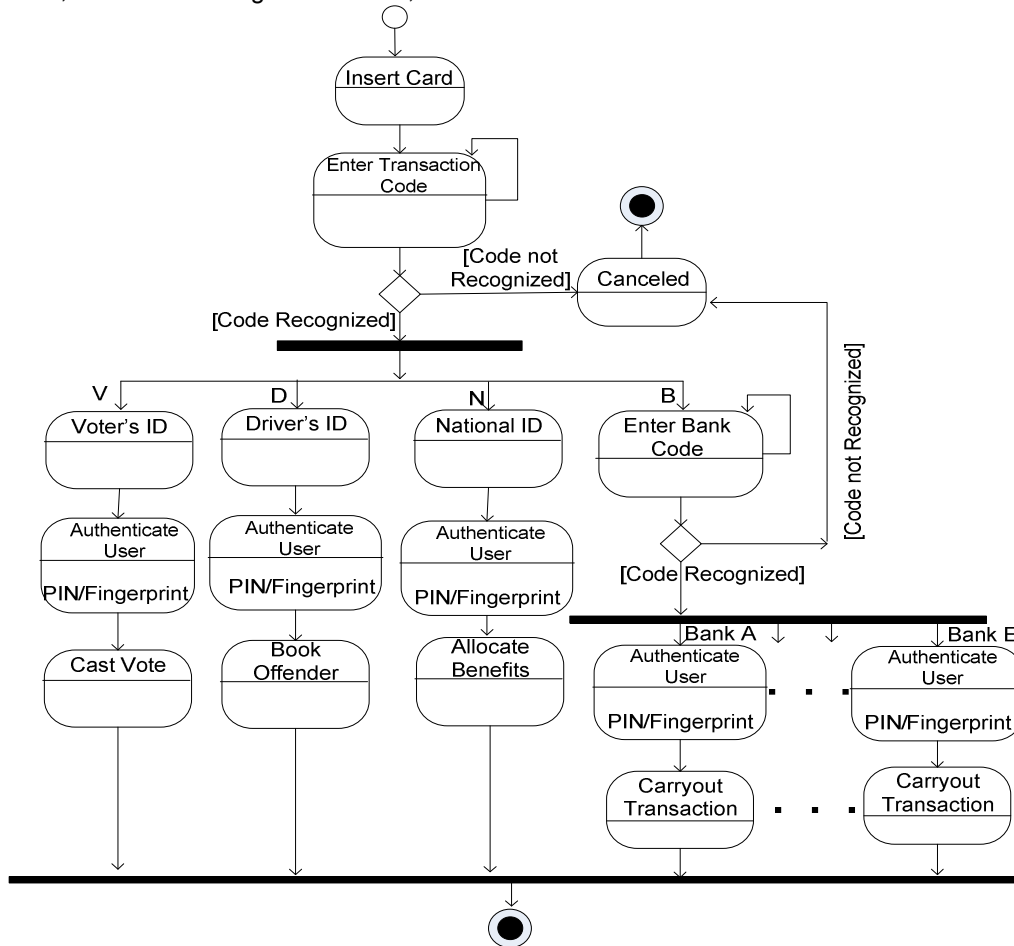 Insert Card
Enter Transaction
Code
[Code not
Recognized]
Canceled
[Code Recognized]
V
D
N
B
Voter's ID
Driver's ID
National ID
Enter Bank
Code
[Code not Recognized]
Authenticate
User
PIN/Fingerprint
Authenticate
User
PIN/Fingerprint
Authenticate
User
PIN/Fingerprint
[Code Recognized]
Bank A
Bank E
Authenticate
User
PIN/Fingerprint
Authenticate
User
PIN/Fingerprint
Cast Vote
Book
Offender
Allocate
Benefits
Carryout
Transaction
Carryout
Transaction